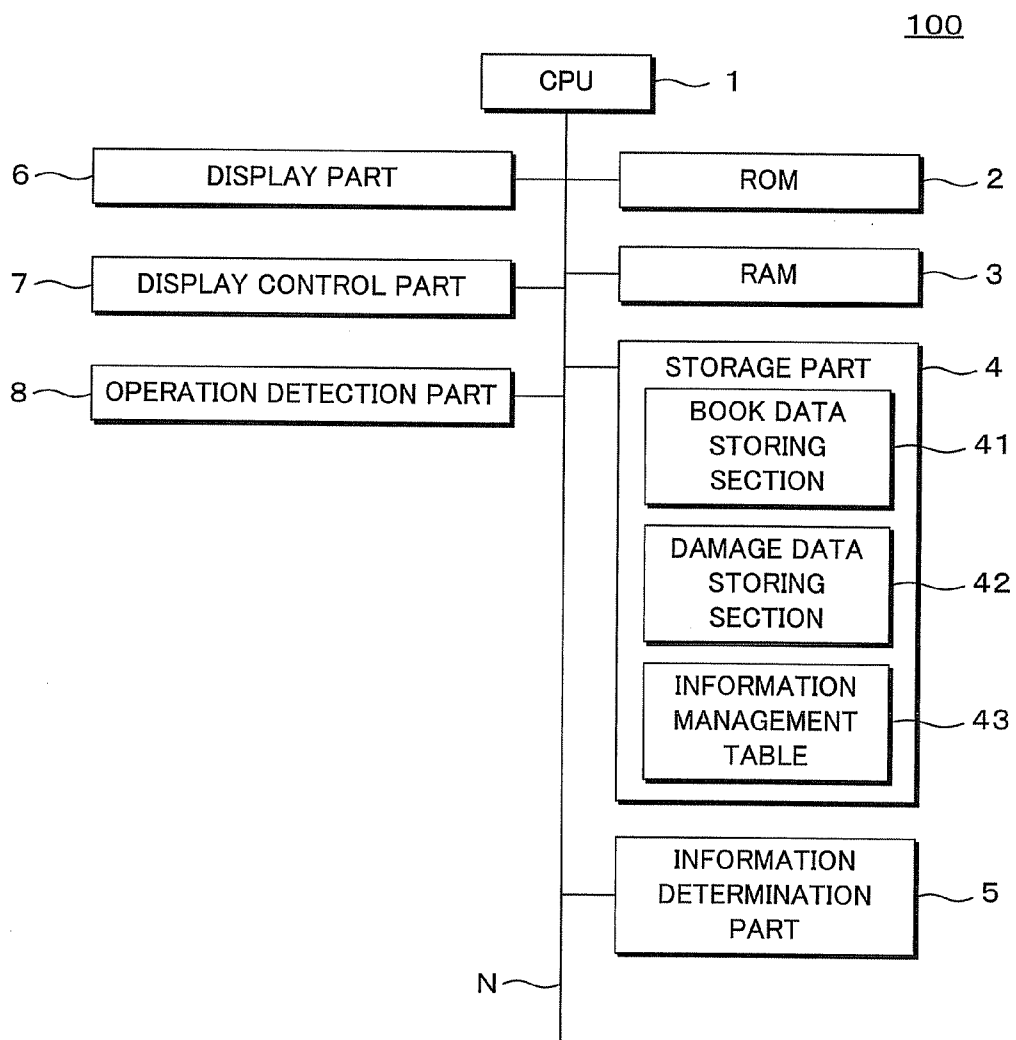 100
CPU
1
6
DISPLAY PART
ROM
2
7
DISPLAY CONTROL PART
RAM
3
8
OPERATION DETECTION PART
STORAGE PART
4
BOOK DATA
STORING
SECTION
41
DAMAGE DATA
STORING
SECTION
42
INFORMATION
MANAGEMENT
TABLE
43
INFORMATION
DETERMINATION
PART
5
N